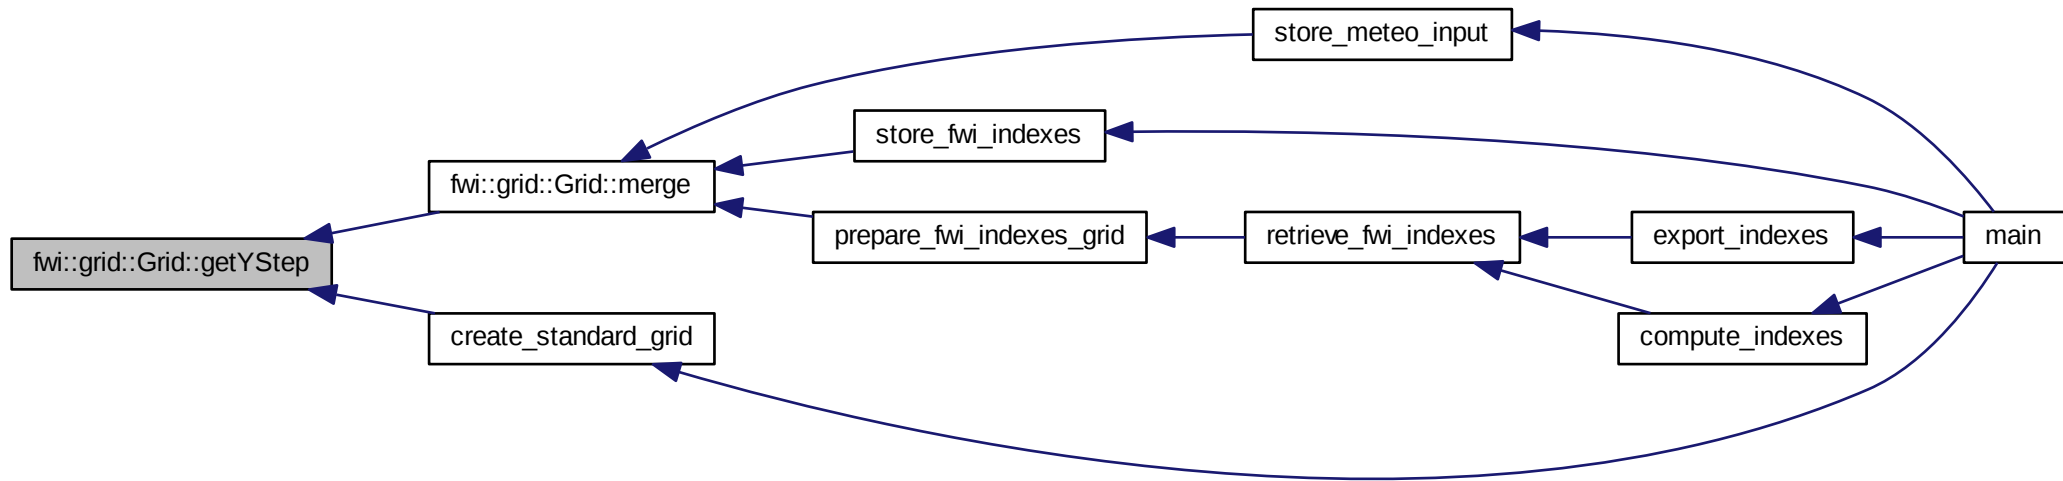 store_meteo_input
store_fwi_indexes
fwi::grid::Grid::merge
prepare_fwi_indexes_grid
retrieve_fwi_indexes
export_indexes
main
fwi::grid::Grid::getYStep
create_standard_grid
compute_indexes